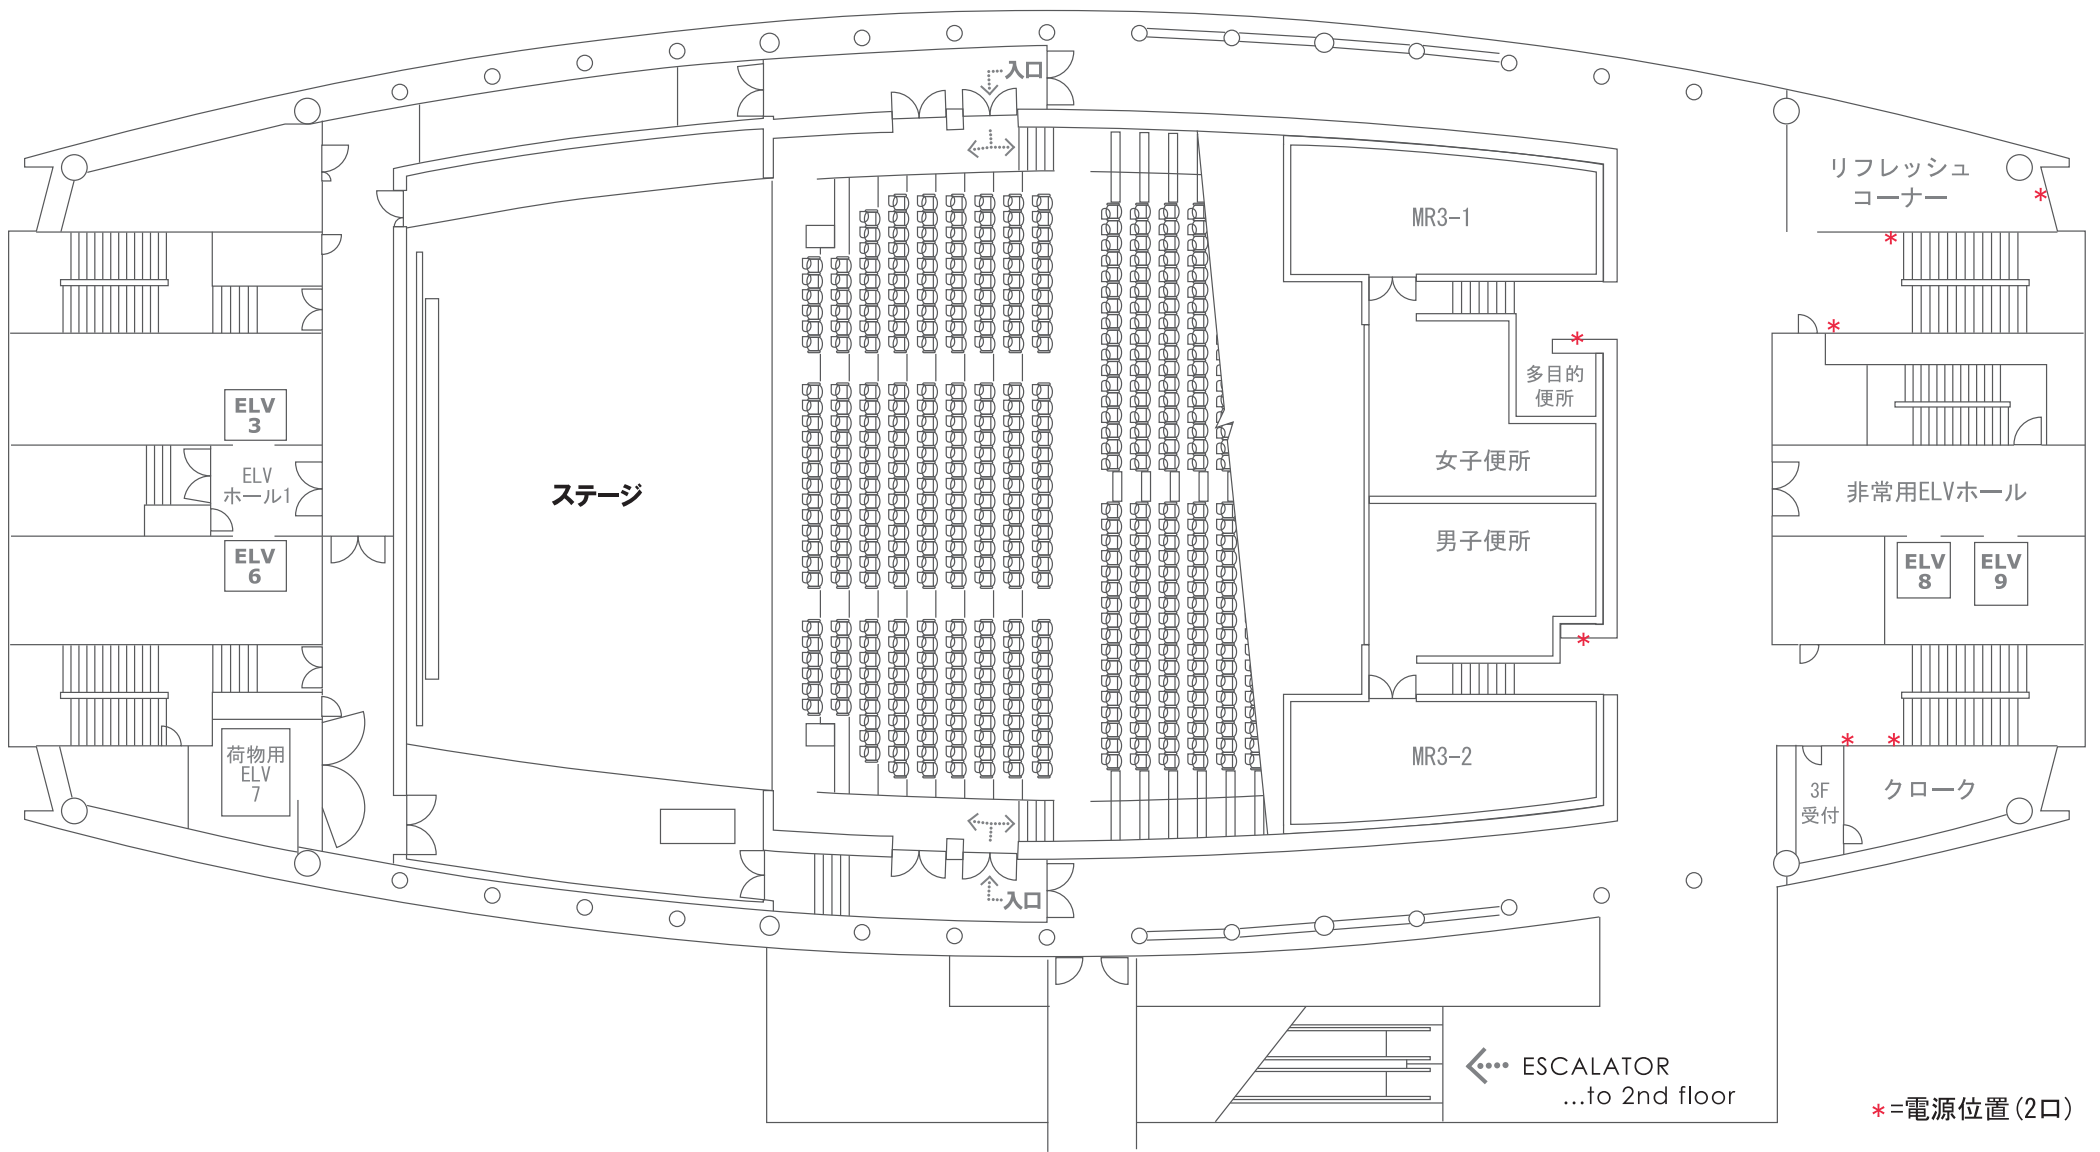 入口
リフレッシュ
コーナー
*
*
MR3-1
*
*
多目的
便所
ELV
3
ELV
ホール1
女子便所
ステージ
非常用ELVホール
男子便所
ELV
6
ELV
8
ELV
9
*
*
*
荷物用
ELV
7
MR3-2
3F
受付
クローク
入口
ESCALATOR
...to 2nd floor
*=電源位置(2口)